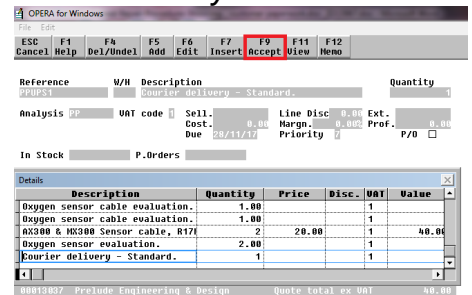 OPERA for Windows
File Edit
ESC F1 F4 F5 F6 F7 F9 F11 F12
Cancel Help Del/Undel Add Edit Insert Accept View Memo
Reference W/H Description Quantity
PPUPS1 Courier delivery - Standard. 1
Analysis PP VAT code 1 Sell. Line Disc 0.00 Ext.
Cost. 0.00 Margn. 0.00% Prof. 0.00
Due 28/11/17 Priority 7 P/O
In Stock P.Orders
Details
Description Quantity Price Disc. VAT Value
Oxygen sensor cable evaluation. 1.00 1
Oxygen sensor cable evaluation. 1.00 1
AX300 & MX300 Sensor cable, R17 2 20.00 1 40.00
Oxygen sensor evaluation. 2.00 1
Courier delivery - Standard. 1 1
00013037 Prelude Engineering & Design Quote total ex VAT 40.00